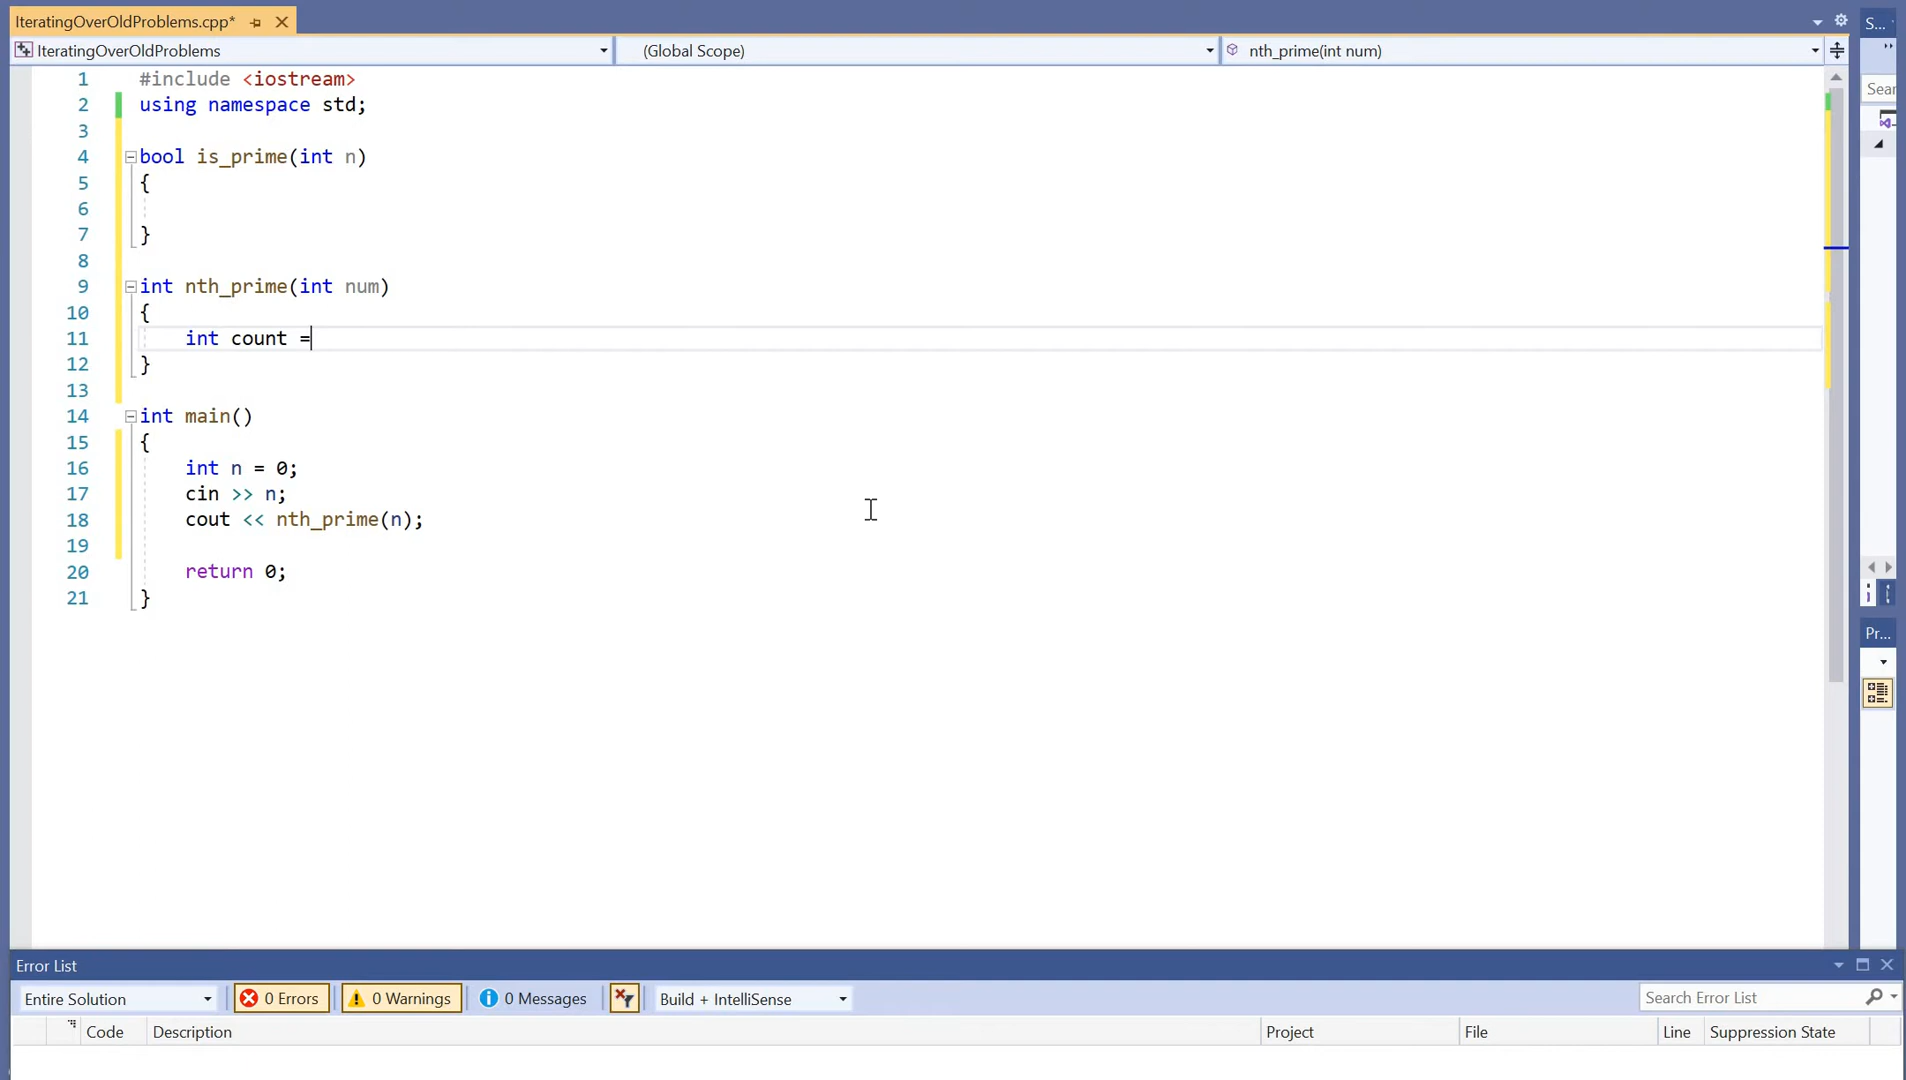 IteratingOverOldProblems.cpp*
S...
IteratingOverOldProblems
(Global Scope)
nth_prime(int num)
Sear
1 #include <iostream>
2 using namespace std;
3
4 bool is_prime(int n)
5 {
6
7 }
8
9 int nth_prime(int num)
10 {
11 int count =
12 }
13
14 int main()
15 {
16 int n = 0;
17 cin >> n;
18 cout << nth_prime(n);
19
20 return 0;
21 }
Pr...
Error List
Entire Solution
0 Errors
0 Warnings
0 Messages
Build + IntelliSense
Search Error List
Code
Description
Project
File
Line
Suppression State